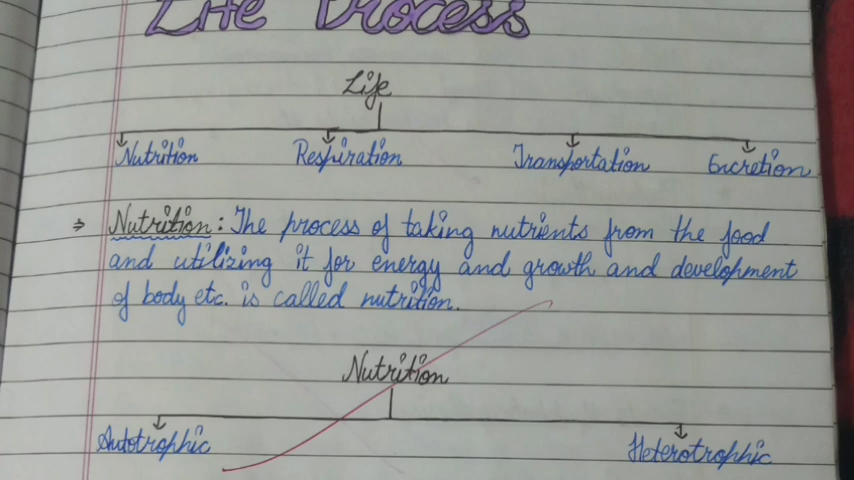 Life Process
Life
Nutrition Respiration Transportation Excretion
⇒ Nutrition: The process of taking nutrients from the food
and utilizing it for energy and growth and development
of body etc. is called nutrition.
Nutrition
Autotrophic Heterotrophic